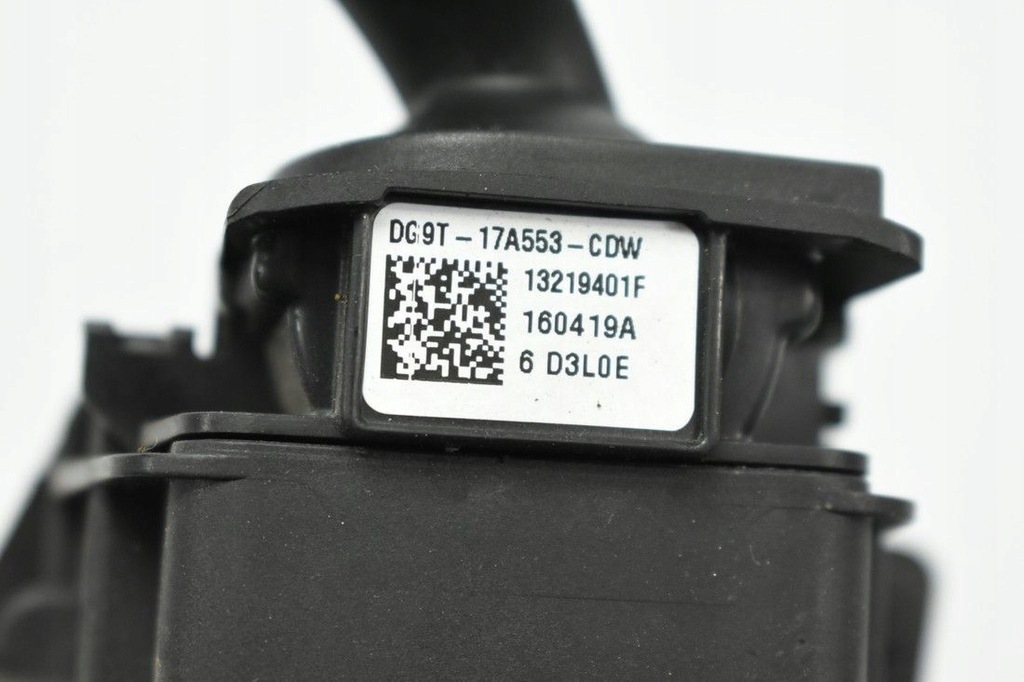 DG9T-17A553-CDW
13219401F
160419A
6 D3L0E